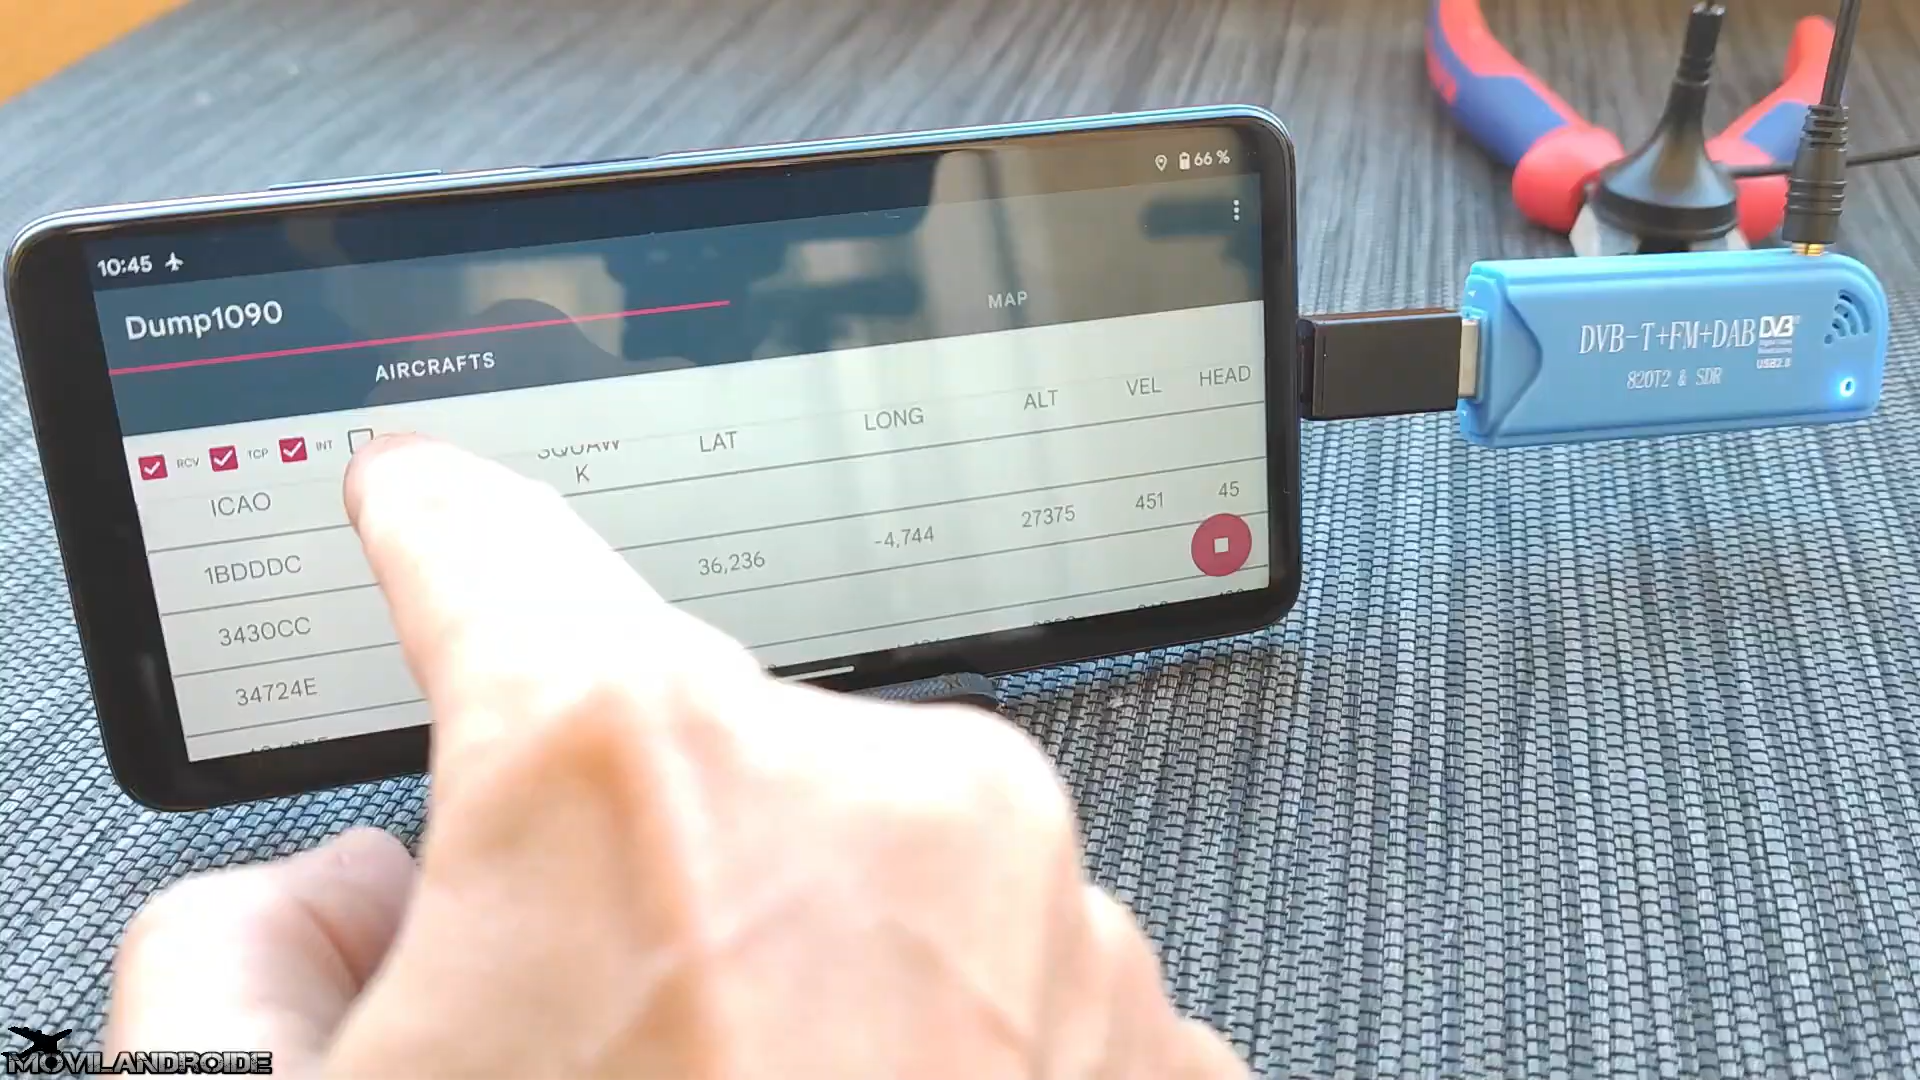 10:45
66 %
Dump1090
AIRCRAFTS
MAP
RCV TCP INT
ICAO
K LAT LONG ALT VEL HEAD
1BDDDC 36,236 -4,744 27375 451 45
3430CC
34724E
DVB-T+FM+DAB DVB
USB2.0
820T2 & SDR
MOVILANDROIDE